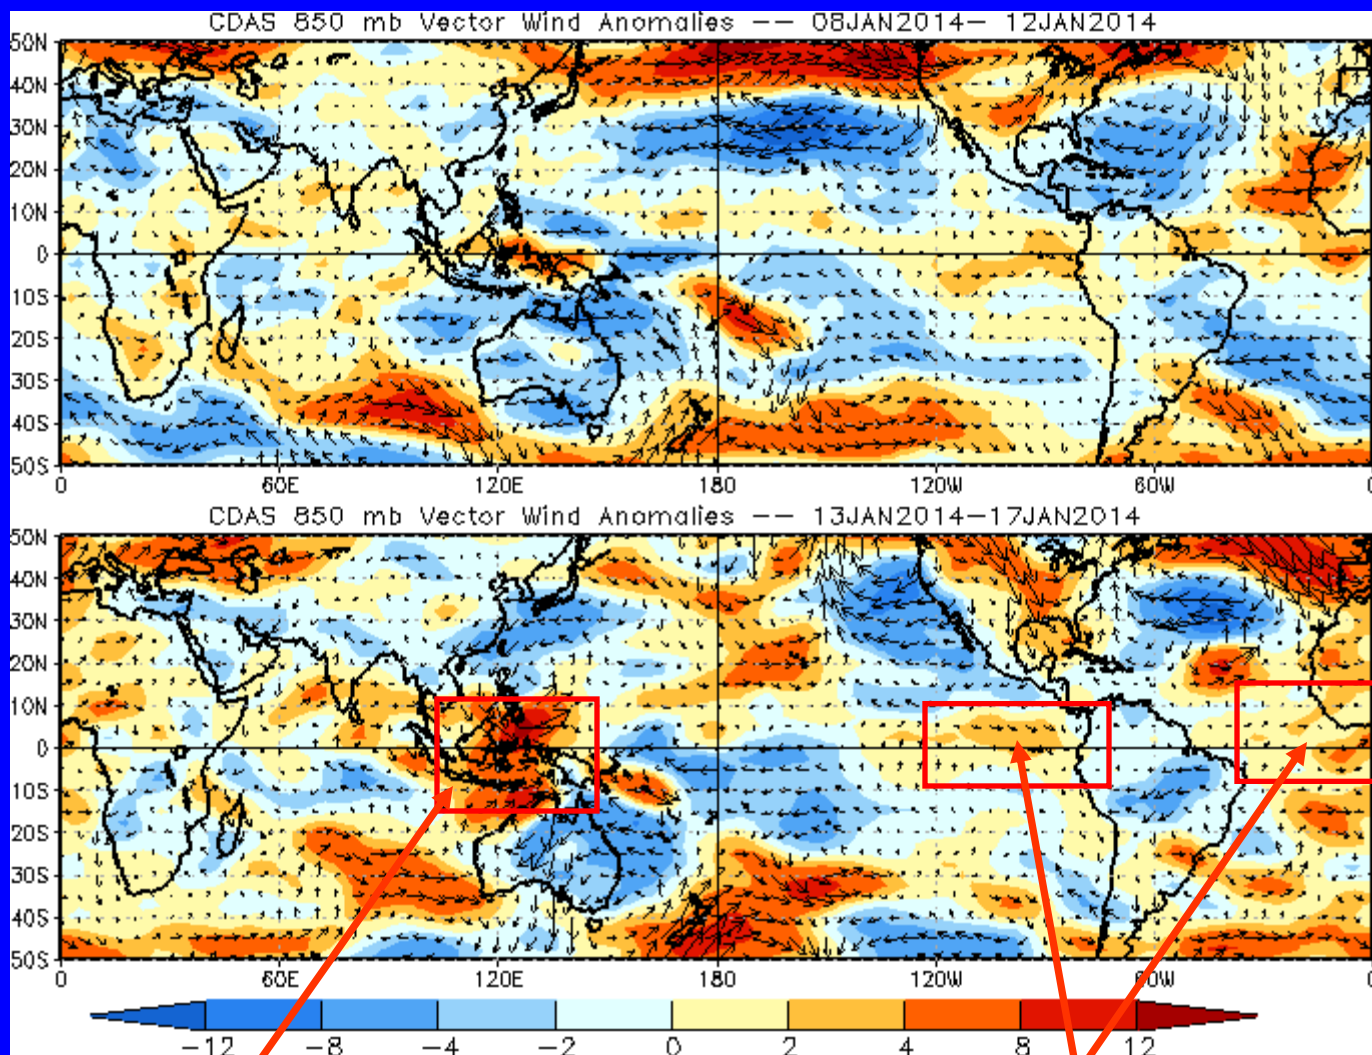 CDAS 850 mb Vector Wind Anomalies -- 08JAN2014- 12JAN2014
50N
40N
30N
20N
10N
0
10S
20S
30S
40S
50S
0 60E 120E 180 120W 60W 0
CDAS 850 mb Vector Wind Anomalies -- 13JAN2014-17JAN2014
50N
40N
30N
20N
10N
0
10S
20S
30S
40S
50S
0 60E 120E 180 120W 60W 0
-12 -8 -4 -2 0 2 4 8 12